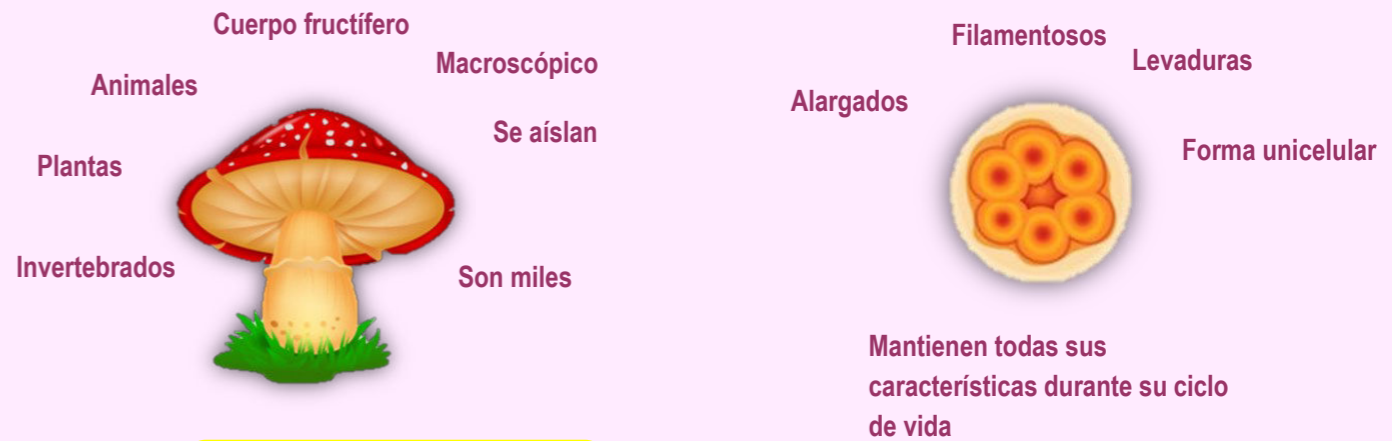 Cuerpo fructífero
Macroscópico
Animales
Se aíslan
Plantas
Invertebrados
Son miles
Filamentosos
Levaduras
Alargados
Forma unicelular
Mantienen todas sus
características durante su ciclo
de vida